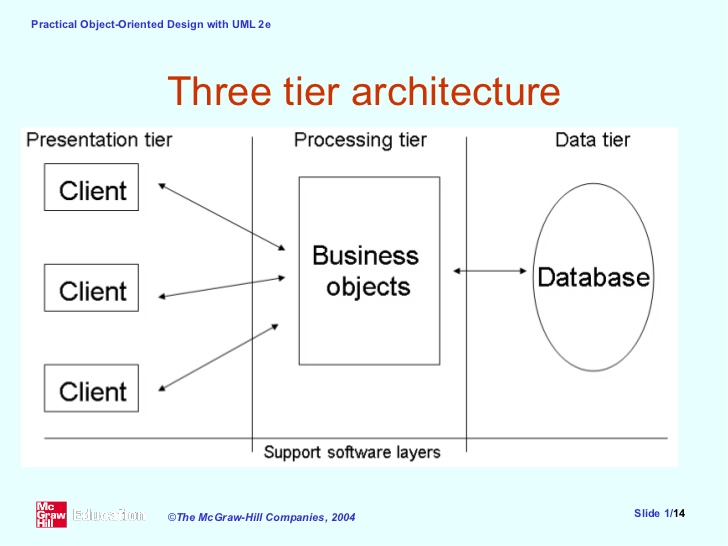 Practical Object-Oriented Design with UML 2e
Three tier architecture
Presentation tier
Processing tier
Data tier
Client
Client
Client
Business
objects
Database
Support software layers
Mc
Graw
Hill
Education
©The McGraw-Hill Companies, 2004
Slide 1/14